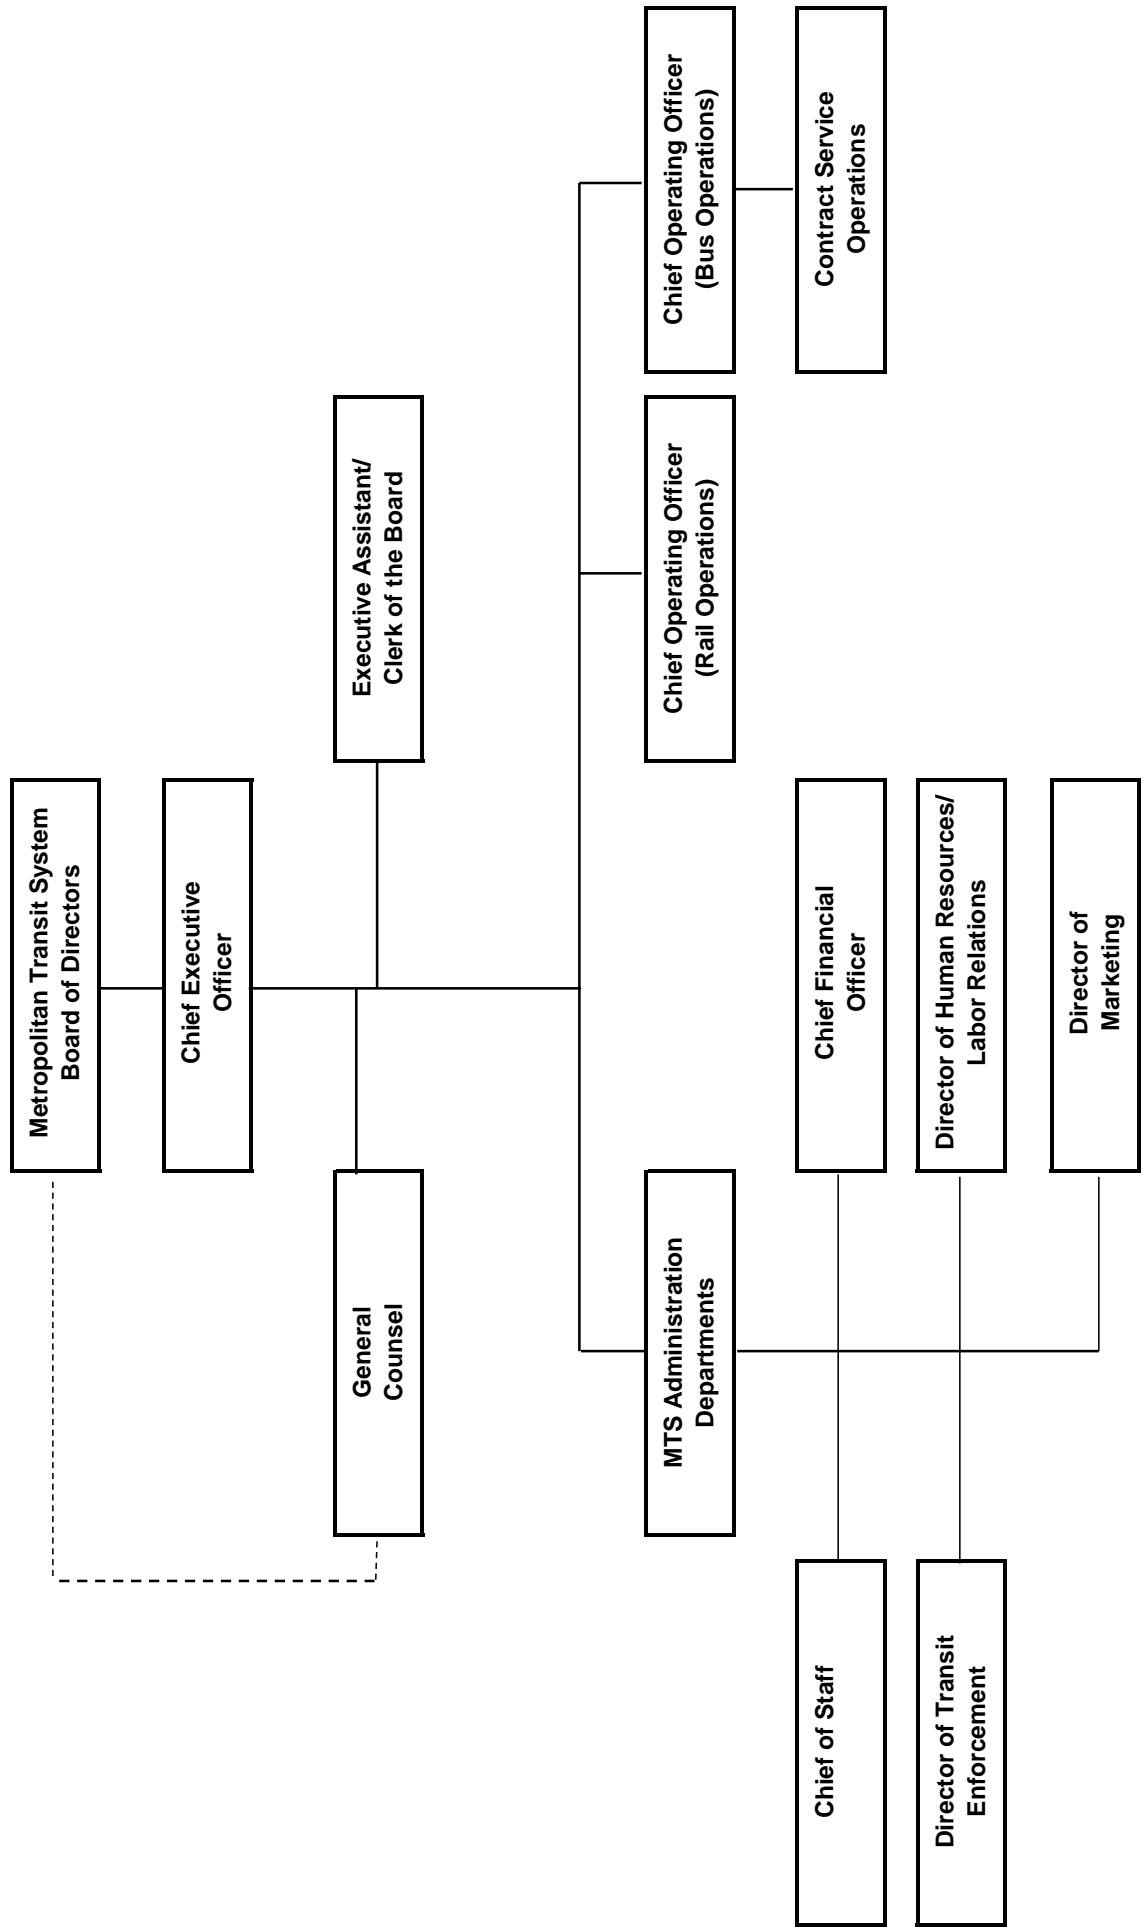 Metropolitan Transit System
Board of Directors
Chief Executive
Officer
General
Counsel
Executive Assistant/
Clerk of the Board
MTS Administration
Departments
Chief Operating Officer
(Rail Operations)
Chief Operating Officer
(Bus Operations)
Chief of Staff
Chief Financial
Officer
Contract Service
Operations
Director of Transit
Enforcement
Director of Human Resources/
Labor Relations
Director of
Marketing